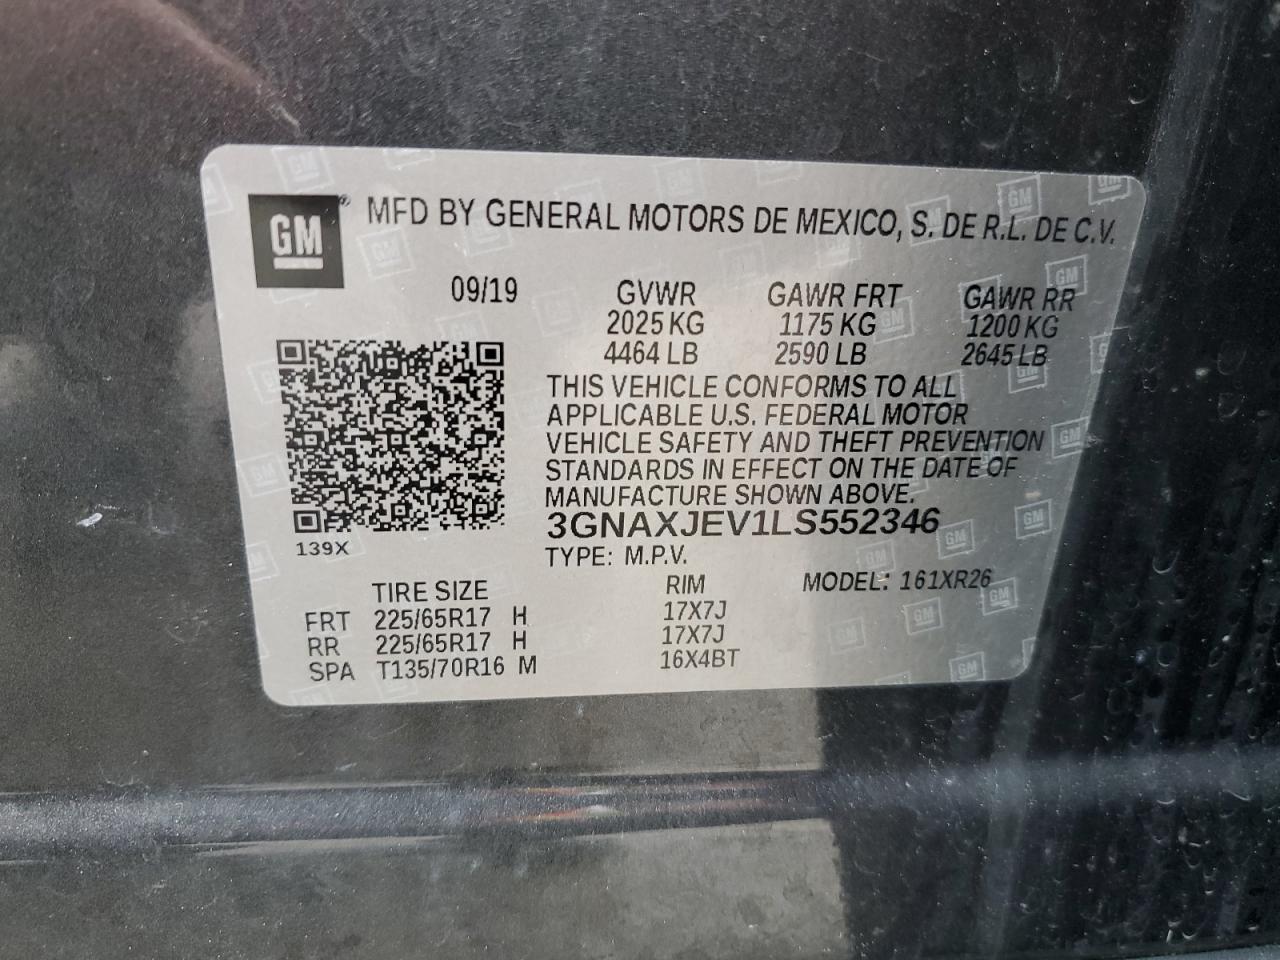 GM ® MFD BY GENERAL MOTORS DE MEXICO, S. DE R.L. DE C.V.
09/19 GVWR GAWR FRT GAWR RR
2025 KG 1175 KG 1200 KG
4464 LB 2590 LB 2645 LB
THIS VEHICLE CONFORMS TO ALL
APPLICABLE U.S. FEDERAL MOTOR
VEHICLE SAFETY AND THEFT PREVENTION
STANDARDS IN EFFECT ON THE DATE OF
MANUFACTURE SHOWN ABOVE.
3GNAXJEV1LS552346
139X
TYPE: M.P.V.
TIRE SIZE RIM MODEL: 161XR26
FRT 225/65R17 H 17X7J
RR 225/65R17 H 17X7J
SPA T135/70R16 M 16X4BT